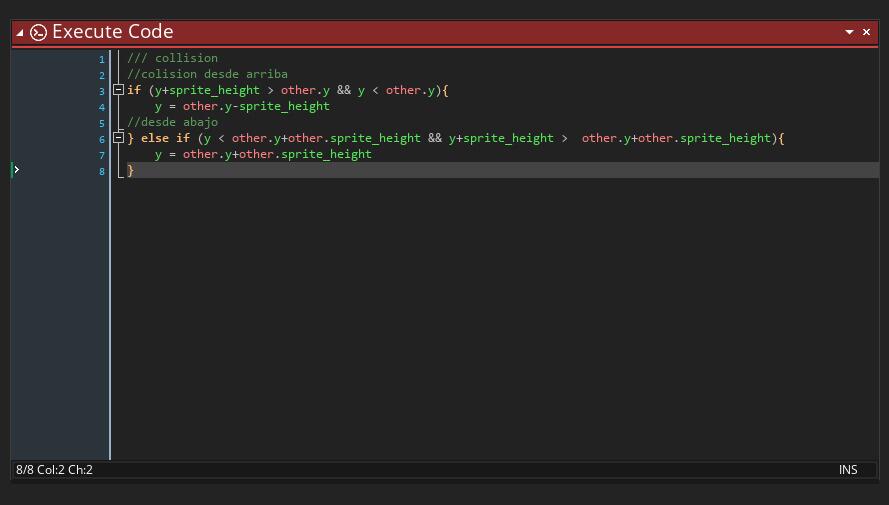 Execute Code
1 /// collision
2 //colision desde arriba
3 if (y+sprite_height > other.y && y < other.y){
4 y = other.y-sprite_height
5 //desde abajo
6 } else if (y < other.y+other.sprite_height && y+sprite_height >  other.y+other.sprite_height){
7 y = other.y+other.sprite_height
8 }
8/8 Col:2 Ch:2 INS